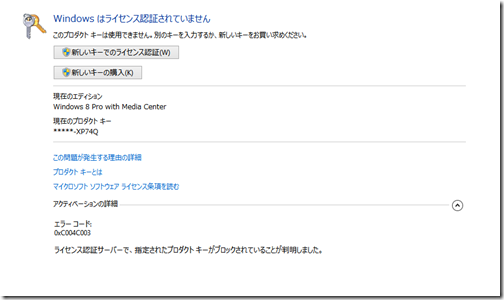 Windows はライセンス認証されていません
このプロダクト キーは使用できません。別のキーを入力するか、新しいキーをお買い求めください。
新しいキーでのライセンス認証(W)
新しいキーの購入(K)
現在のエディション
Windows 8 Pro with Media Center
現在のプロダクト キー
*****-XP74Q
この問題が発生する理由の詳細
プロダクト キーとは
マイクロソフト ソフトウェア ライセンス条項を読む
アクティベーションの詳細
エラー コード:
0xC004C003
ライセンス認証サーバーで、指定されたプロダクト キーがブロックされていることが判明しました。